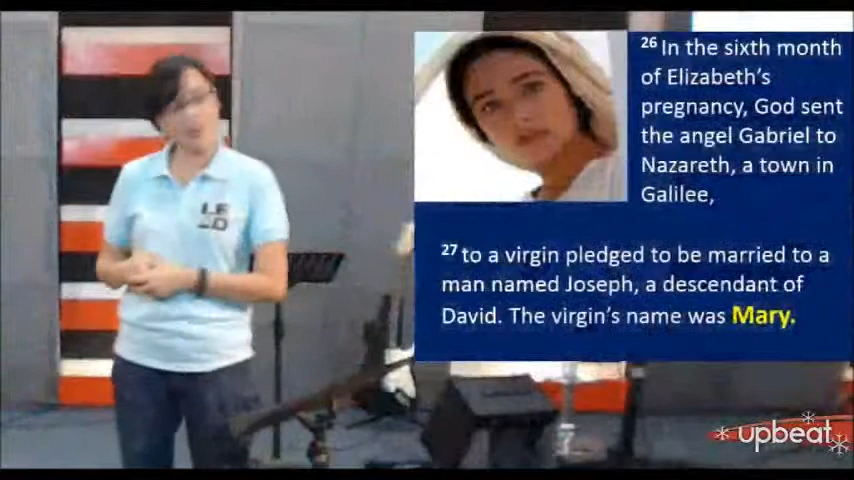 26 In the sixth month
of Elizabeth's
pregnancy, God sent
the angel Gabriel to
Nazareth, a town in
Galilee,
27 to a virgin pledged to be married to a
man named Joseph, a descendant of
David. The virgin's name was Mary.
LE
AD
upbeat